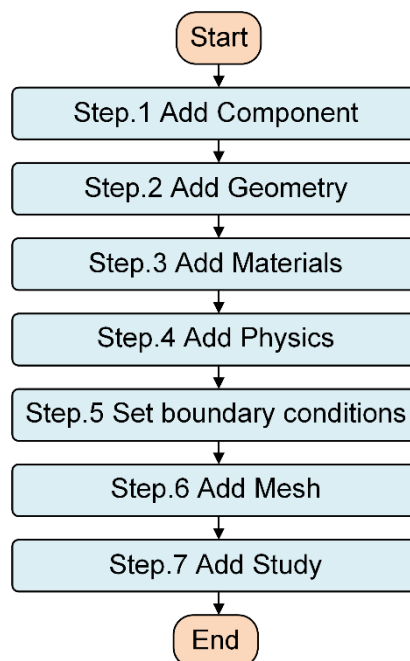 Start
Step.1 Add Component
Step.2 Add Geometry
Step.3 Add Materials
Step.4 Add Physics
Step.5 Set boundary conditions
Step.6 Add Mesh
Step.7 Add Study
End